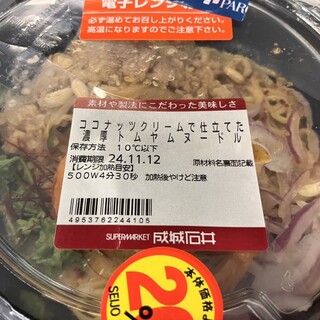 電子レンジ
PAR
必ず温めてお召し上がりください。
高温になりますのでご注意ください。
素材や製法にこだわった美味しさ
ココナッツクリームで仕立てた
濃厚トムヤムヌードル
保存方法 10℃以下
消費期限 24.11.12
原材料名裏面記載
【レンジ加熱目安】
500W4分30秒 加熱後やけど注意
4953762244105
SUPERMARKET 成城石井
本体価格よ
2
%
SEIJO